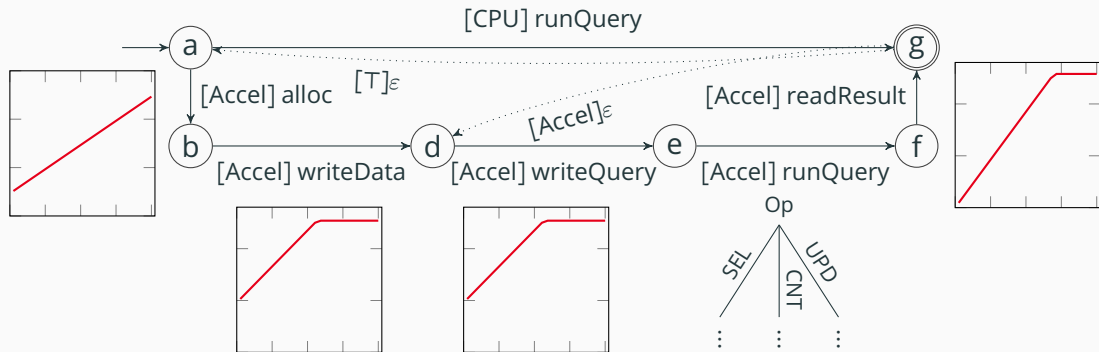 [CPU] runQuery
a
g
[⊤]ε
[Accel] alloc
[Accel]ε
[Accel] readResult
b
d
e
f
[Accel] writeData
[Accel] writeQuery
[Accel] runQuery
Op
SEL
CNT
UPD
⋮
⋮
⋮